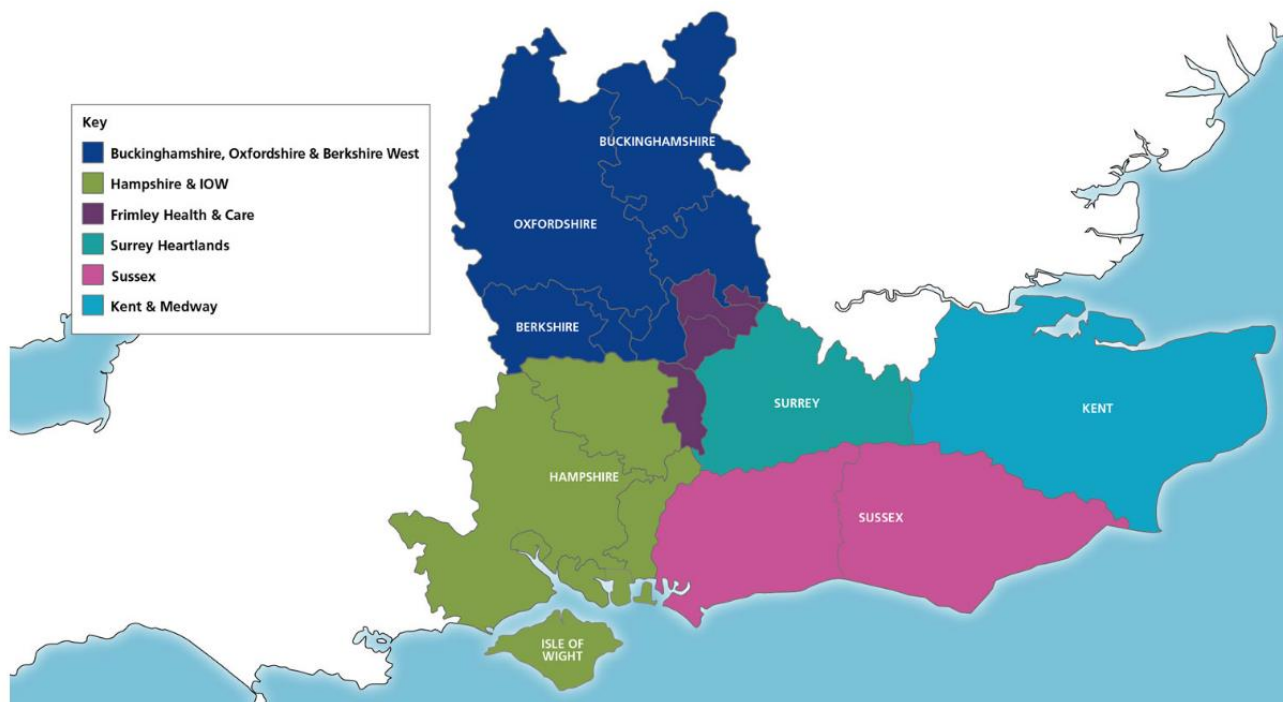 Key
Buckinghamshire, Oxfordshire & Berkshire West
Hampshire & IOW
Frimley Health & Care
Surrey Heartlands
Sussex
Kent & Medway
BUCKINGHAMSHIRE
OXFORDSHIRE
BERKSHIRE
SURREY
KENT
HAMPSHIRE
SUSSEX
ISLE OF
WIGHT